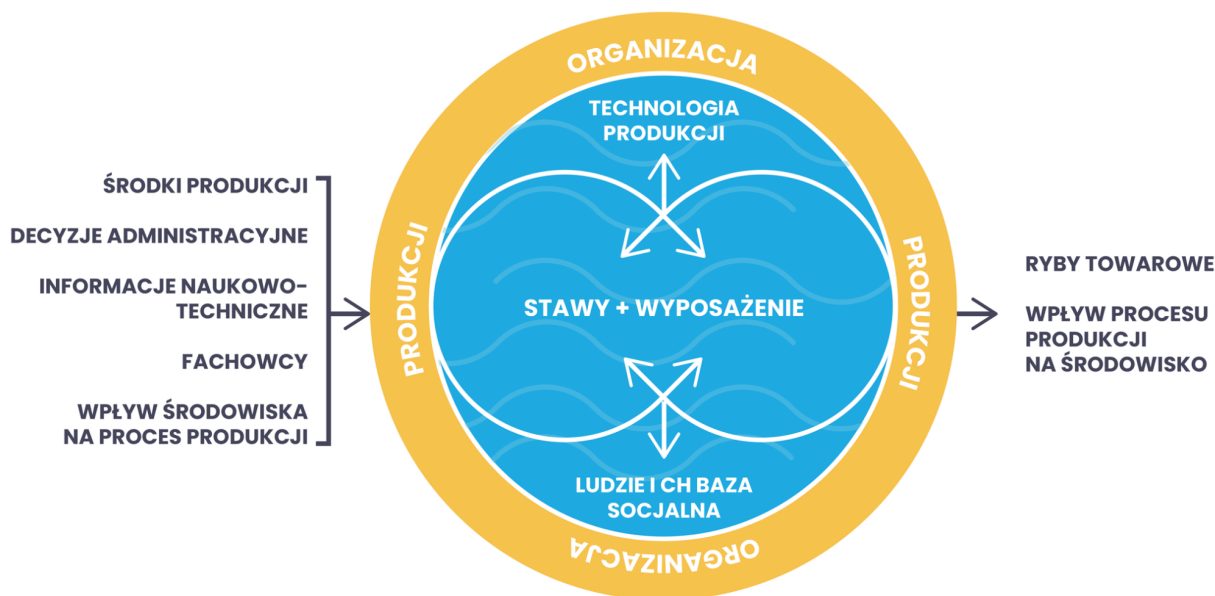 ORGANIZACJA
TECHNOLOGIA
PRODUKCJI
ŚRODKI PRODUKCJI
DECYZJE ADMINISTRACYJNE
INFORMACJE NAUKOWO-
TECHNICZNE
FACHOWCY
WPŁYW ŚRODOWISKA
NA PROCES PRODUKCJI
PRODUKCJI
STAWY + WYPOSAŻENIE
PRODUKCJI
RYBY TOWAROWE
WPŁYW PROCESU
PRODUKCJI
NA ŚRODOWISKO
LUDZIE I CH BAZA
SOCJALNA
ORGANIZACJA